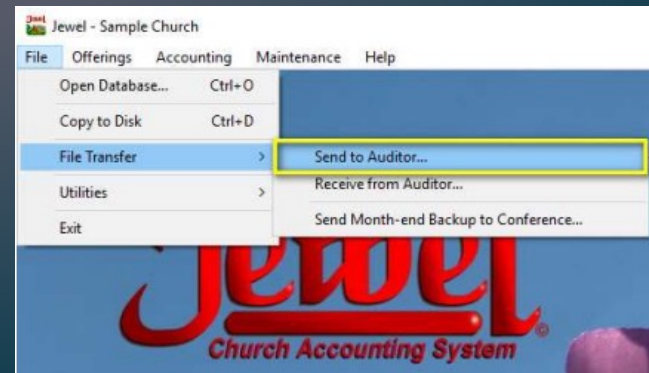 Jewel
Jewel - Sample Church
File Offerings Accounting Maintenance Help
Open Database... Ctrl+O
Copy to Disk Ctrl+D
File Transfer >
Utilities >
Exit
Send to Auditor...
Receive from Auditor...
Send Month-end Backup to Conference...
Jewel
Church Accounting System